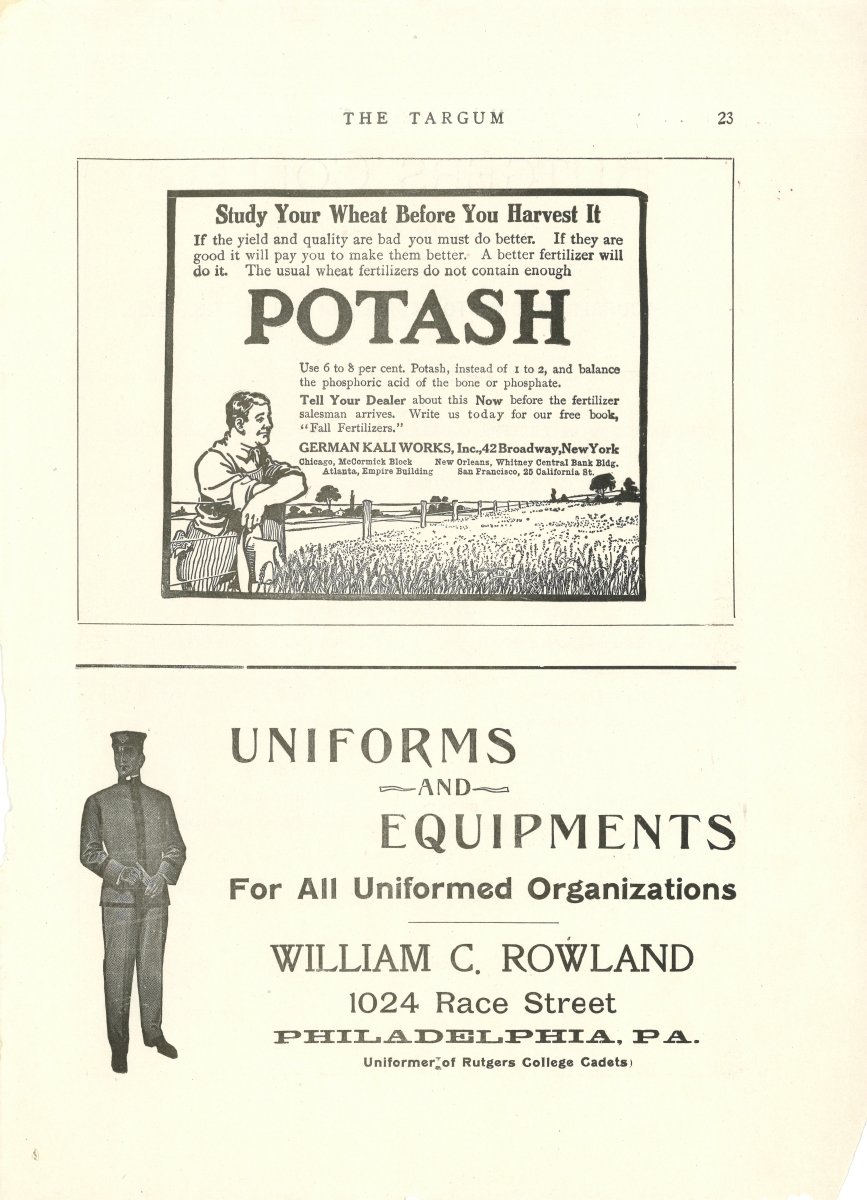 THE TARGUM 23
Study Your Wheat Before You Harvest It
If the yield and quality are bad you must do better. If they are
good it will pay you to make them better. A better fertilizer will
do it. The usual wheat fertilizers do not contain enough
POTASH
Use 6 to 8 per cent. Potash, instead of 1 to 2, and balance
the phosphoric acid of the bone or phosphate.
Tell Your Dealer about this Now before the fertilizer
salesman arrives. Write us today for our free book,
“Fall Fertilizers.”
GERMAN KALI WORKS, Inc., 42 Broadway, New York
Chicago, McCormick Block New Orleans, Whitney Central Bank Bldg.
Atlanta, Empire Building San Francisco, 25 California St.
UNIFORMS
AND
EQUIPMENTS
For All Uniformed Organizations
WILLIAM C. ROWLAND
1024 Race Street
PHILADELPHIA, PA.
Uniformer of Rutgers College Cadets)